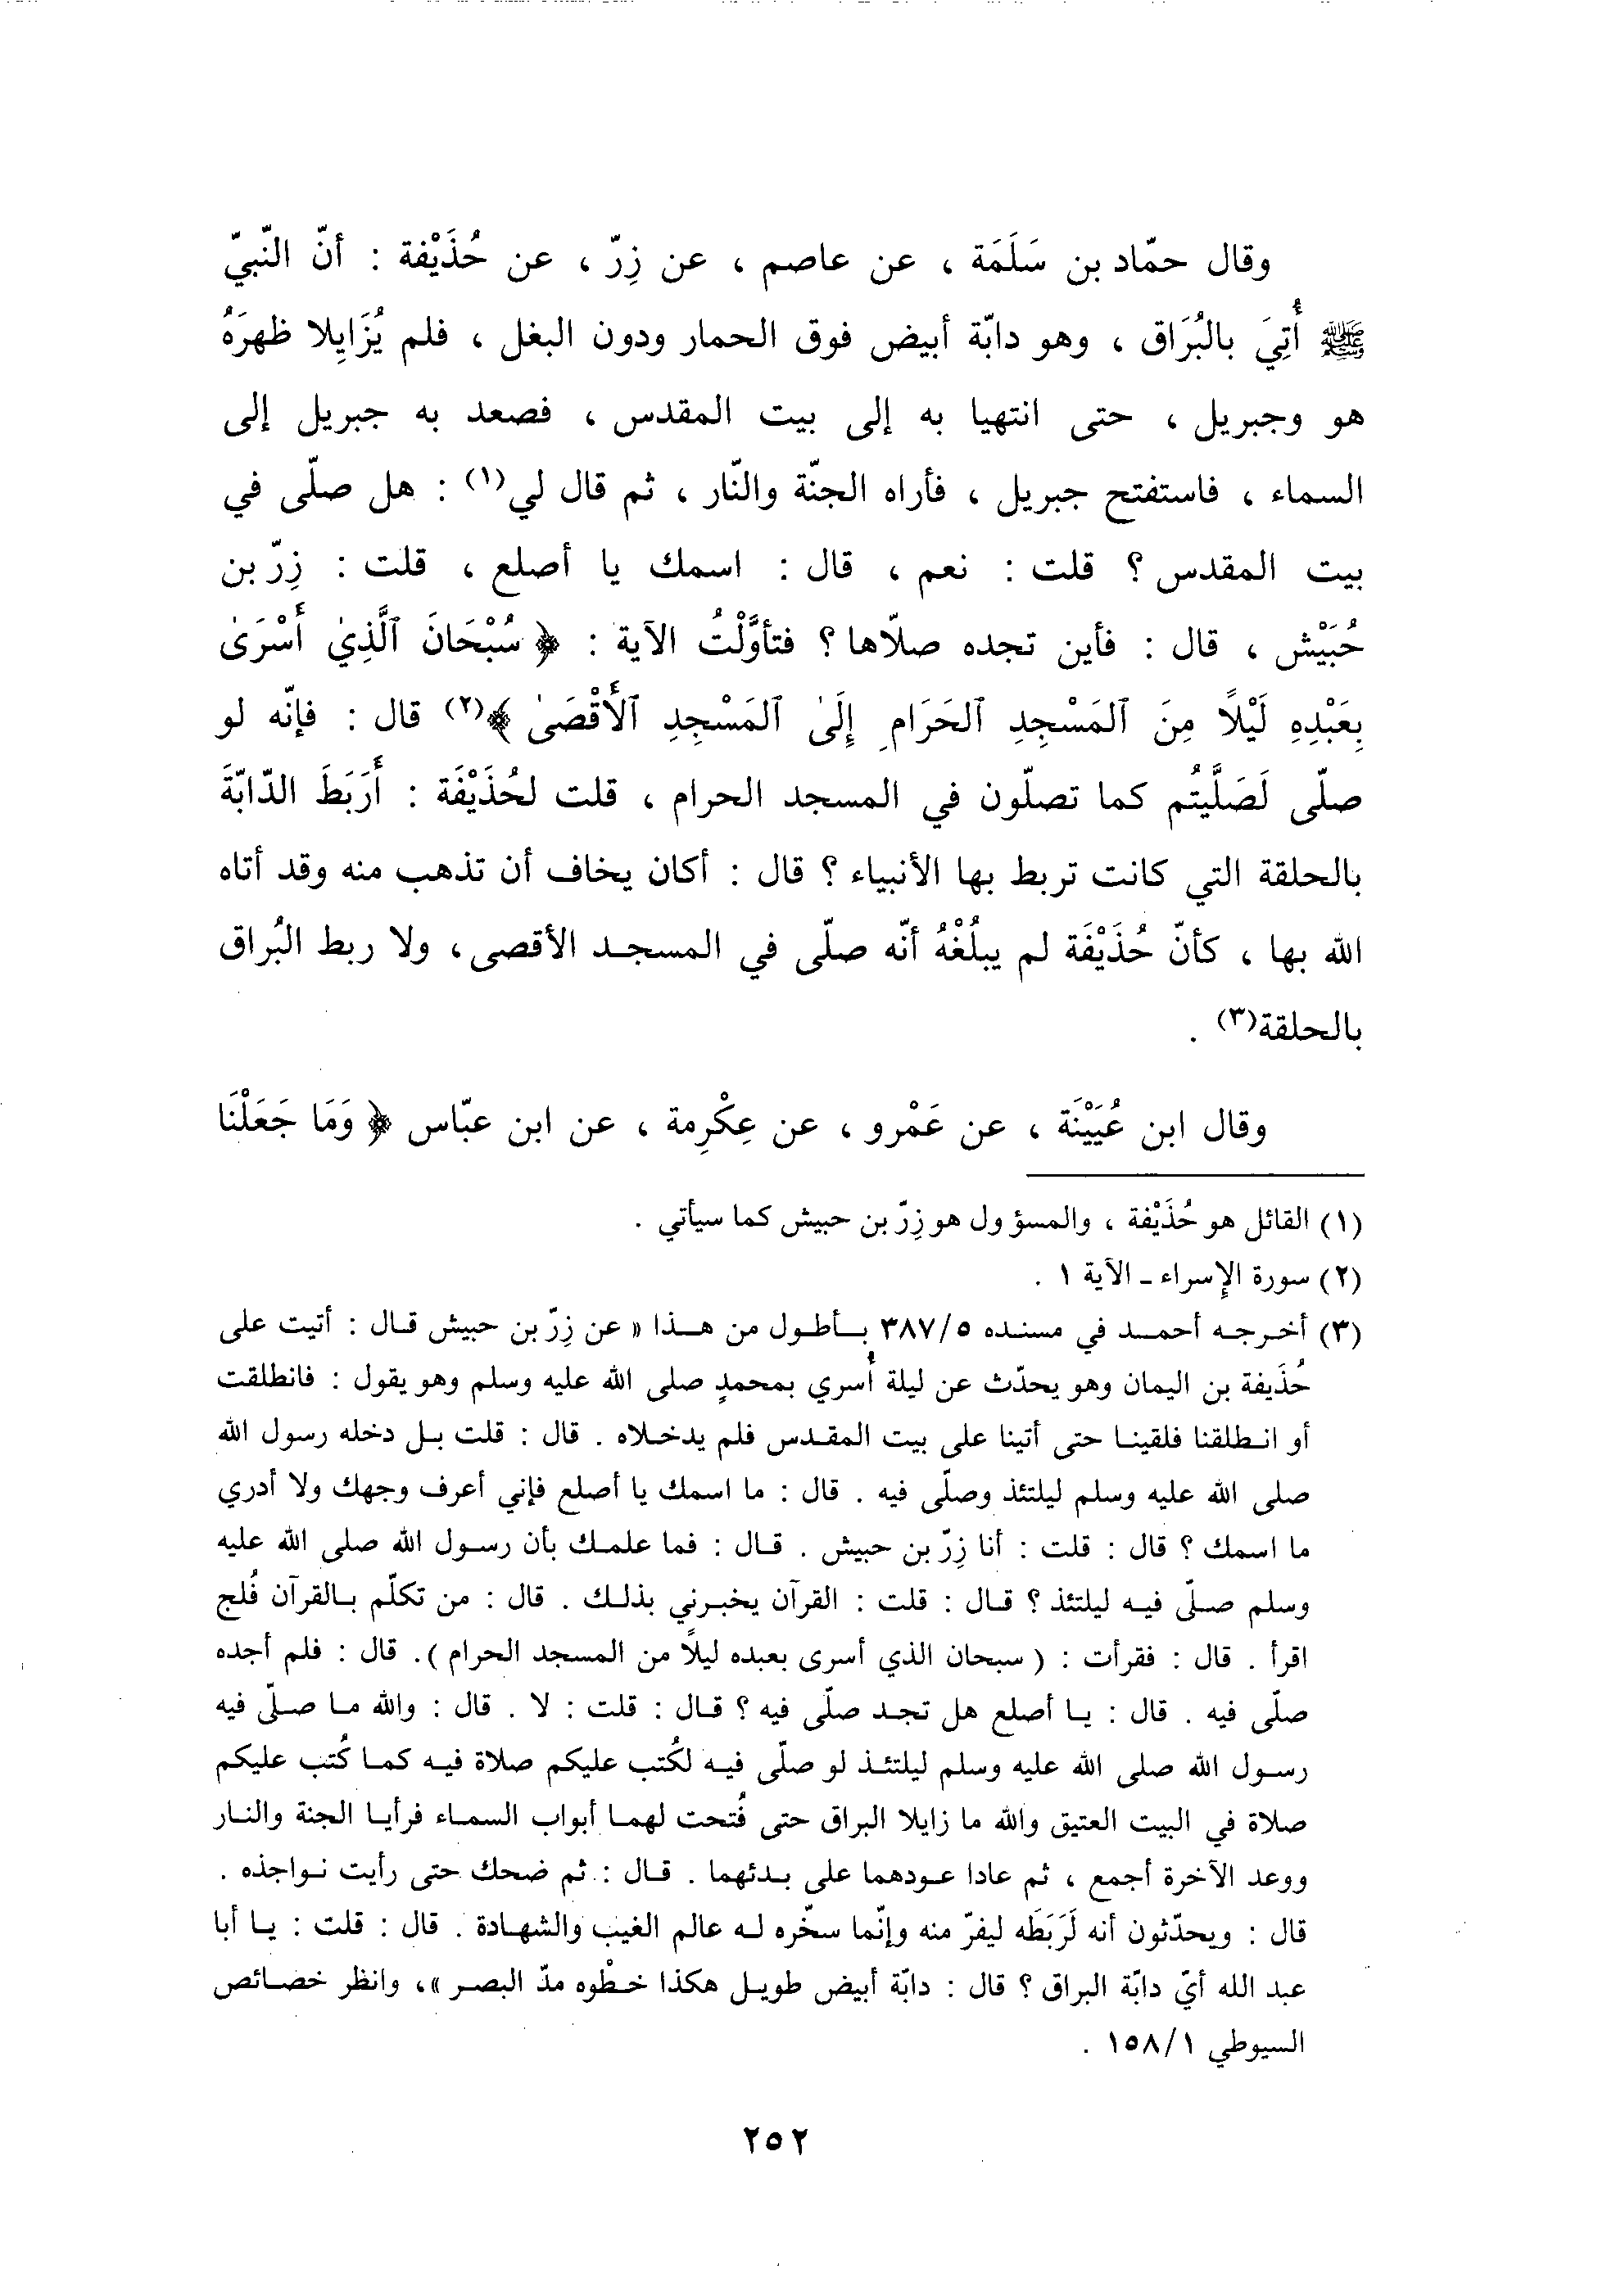 وقال حمّاد بن سَلَمَة ، عن عاصم ، عن زِرّ ، عن حُذَيْفة : أنّ النّبيّ
ﷺ أُتِيَ بالبُرَاق ، وهو دابّة أبيض فوق الحمار ودون البغل ، فلم يُزَايِلا ظهرَهُ
هو وجبريل ، حتى انتهيا به إلى بيت المقدس ، فصعد به جبريل إلى
السماء ، فاستفتح جبريل ، فأراه الجنّة والنّار ، ثم قال لي(١) : هل صلّى في
بيت المقدس ؟ قلت : نعم ، قال : اسمك يا أصلع ، قلت : زِرّ بن
حُبَيْش ، قال : فأين تجده صلّاها ؟ فتأوَّلْتُ الآية : ﴿ سُبْحَانَ ٱلَّذِيٰ أَسْرَىٰ
بِعَبْدِهِ لَيْلًا مِنَ ٱلمَسْجِدِ ٱلحَرَامِ إِلَىٰ ٱلمَسْجِدِ ٱلأَقْصَىٰ ﴾(٢) قال : فإنّه لو
صلّى لَصَلَّيتُم كما تصلّون في المسجد الحرام ، قلت لحُذَيْفَة : أَرَبَطَ الدّابّةَ
بالحلقة التي كانت تربط بها الأنبياء ؟ قال : أكان يخاف أن تذهب منه وقد أتاه
الله بها ، كأنّ حُذَيْفَة لم يبلُغْهُ أنّه صلّى في المسجد الأقصى ، ولا ربط البُراق
بالحلقة(٣) .
وقال ابن عُيَيْنَة ، عن عَمْرو ، عن عِكْرِمة ، عن ابن عبّاس ﴿ وَمَا جَعَلْنَا
(١) القائل هو حُذَيْفة ، والمسؤول هو زِرّ بن حبيش كما سيأتي .
(٢) سورة الإسراء ـ الآية ١ .
(٣) أخرجه أحمد في مسنده ٣٨٧/٥ بأطول من هذا « عن زِرّ بن حبيش قال : أتيت على
حُذَيفة بن اليمان وهو يحدّث عن ليلة أُسري بمحمدٍ صلى الله عليه وسلم وهو يقول : فانطلقت
أو انطلقنا فلقينا حتى أتينا على بيت المقدس فلم يدخلاه . قال : قلت بل دخله رسول الله
صلى الله عليه وسلم ليلتئذ وصلّى فيه . قال : ما اسمك يا أصلع فإني أعرف وجهك ولا أدري
ما اسمك ؟ قال : قلت : أنا زِرّ بن حبيش . قال : فما علمك بأن رسول الله صلى الله عليه
وسلم صلّى فيه ليلتئذ ؟ قال : قلت : القرآن يخبرني بذلك . قال : من تكلّم بالقرآن فُلج
اقرأ . قال : فقرأت : ( سبحان الذي أسرى بعبده ليلًا من المسجد الحرام ). قال : فلم أجده
صلّى فيه . قال : يا أصلع هل تجد صلّى فيه ؟ قال : قلت : لا . قال : والله ما صلّى فيه
رسول الله صلى الله عليه وسلم ليلتئذ لو صلّى فيه لكُتب عليكم صلاة فيه كما كُتب عليكم
صلاة في البيت العتيق والله ما زايلا البراق حتى فُتحت لهما أبواب السماء فرأيا الجنة والنار
ووعد الآخرة أجمع ، ثم عادا عودهما على بدئهما . قال : ثم ضحك حتى رأيت نواجذه .
قال : ويحدّثون أنه لَرَبَطَه ليفرّ منه وإنّما سخّره له عالم الغيب والشهادة . قال : قلت : يا أبا
عبد الله أيّ دابّة البراق ؟ قال : دابّة أبيض طويل هكذا خطْوه مدّ البصر »، وانظر خصائص
السيوطي ١٥٨/١ .
٢٥٢